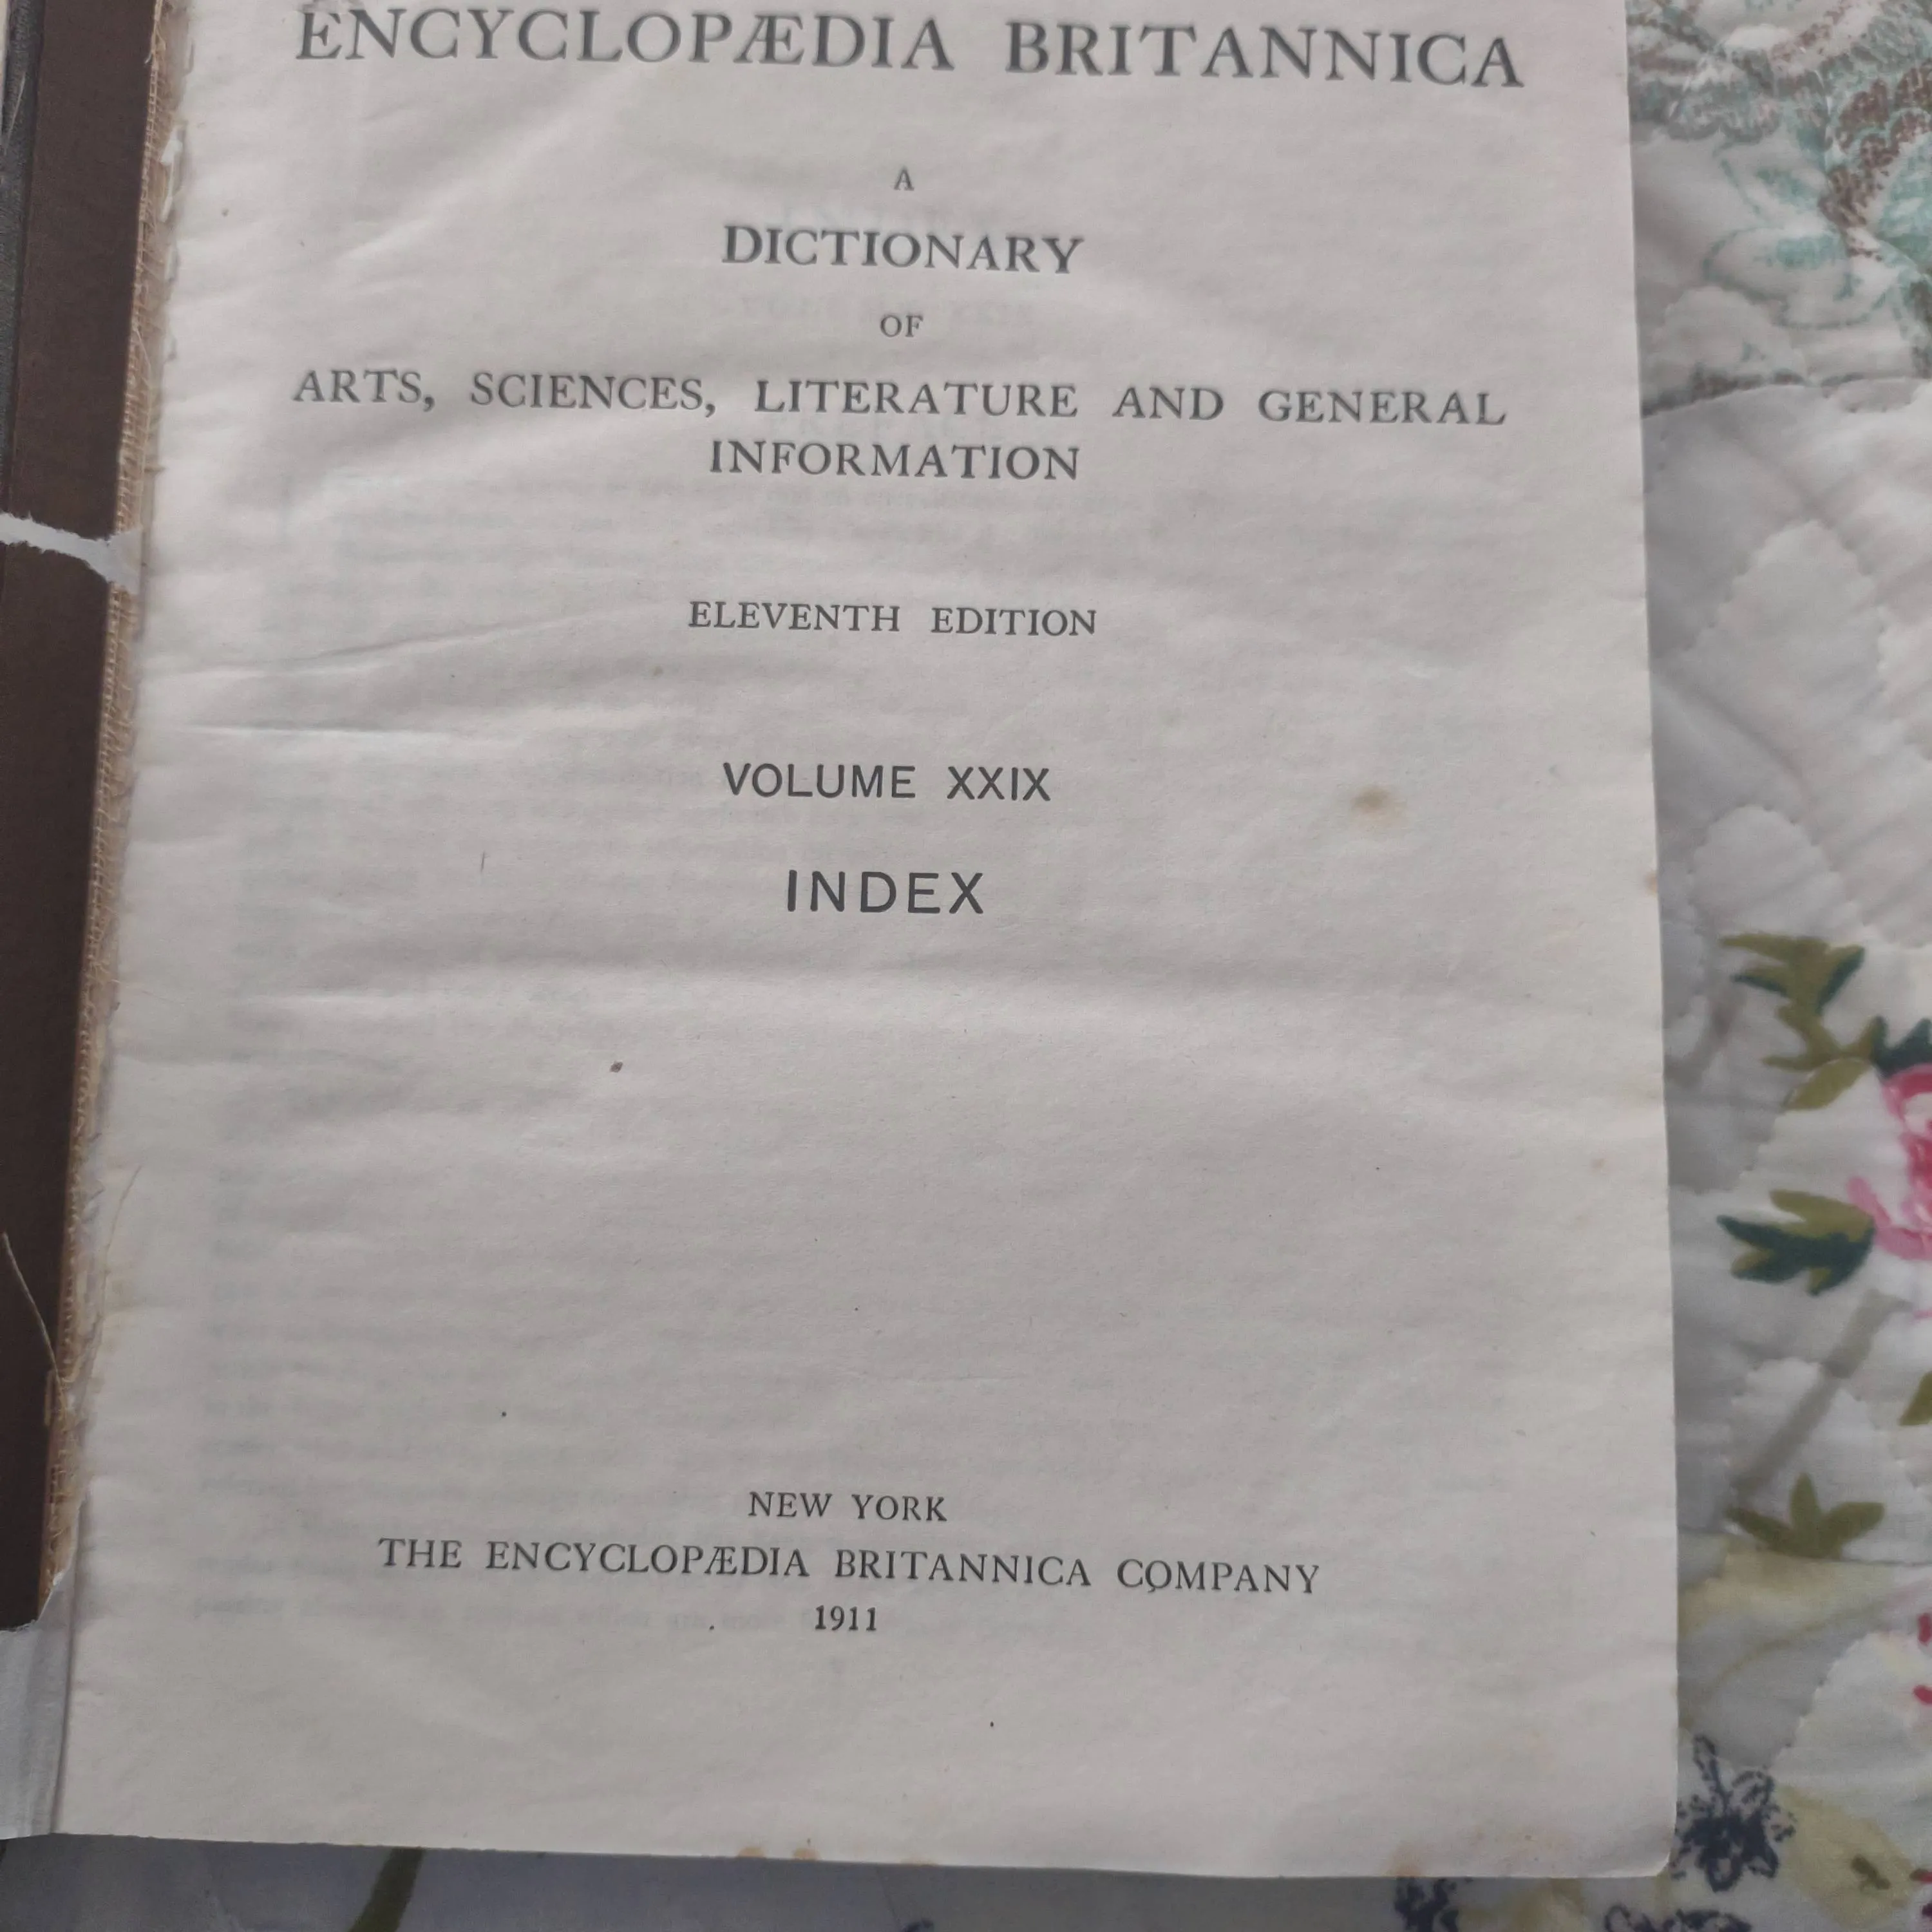 ENCYCLOPÆDIA BRITANNICA
A
DICTIONARY
OF
ARTS, SCIENCES, LITERATURE AND GENERAL
INFORMATION
ELEVENTH EDITION
VOLUME XXIX
INDEX
NEW YORK
THE ENCYCLOPÆDIA BRITANNICA COMPANY
1911